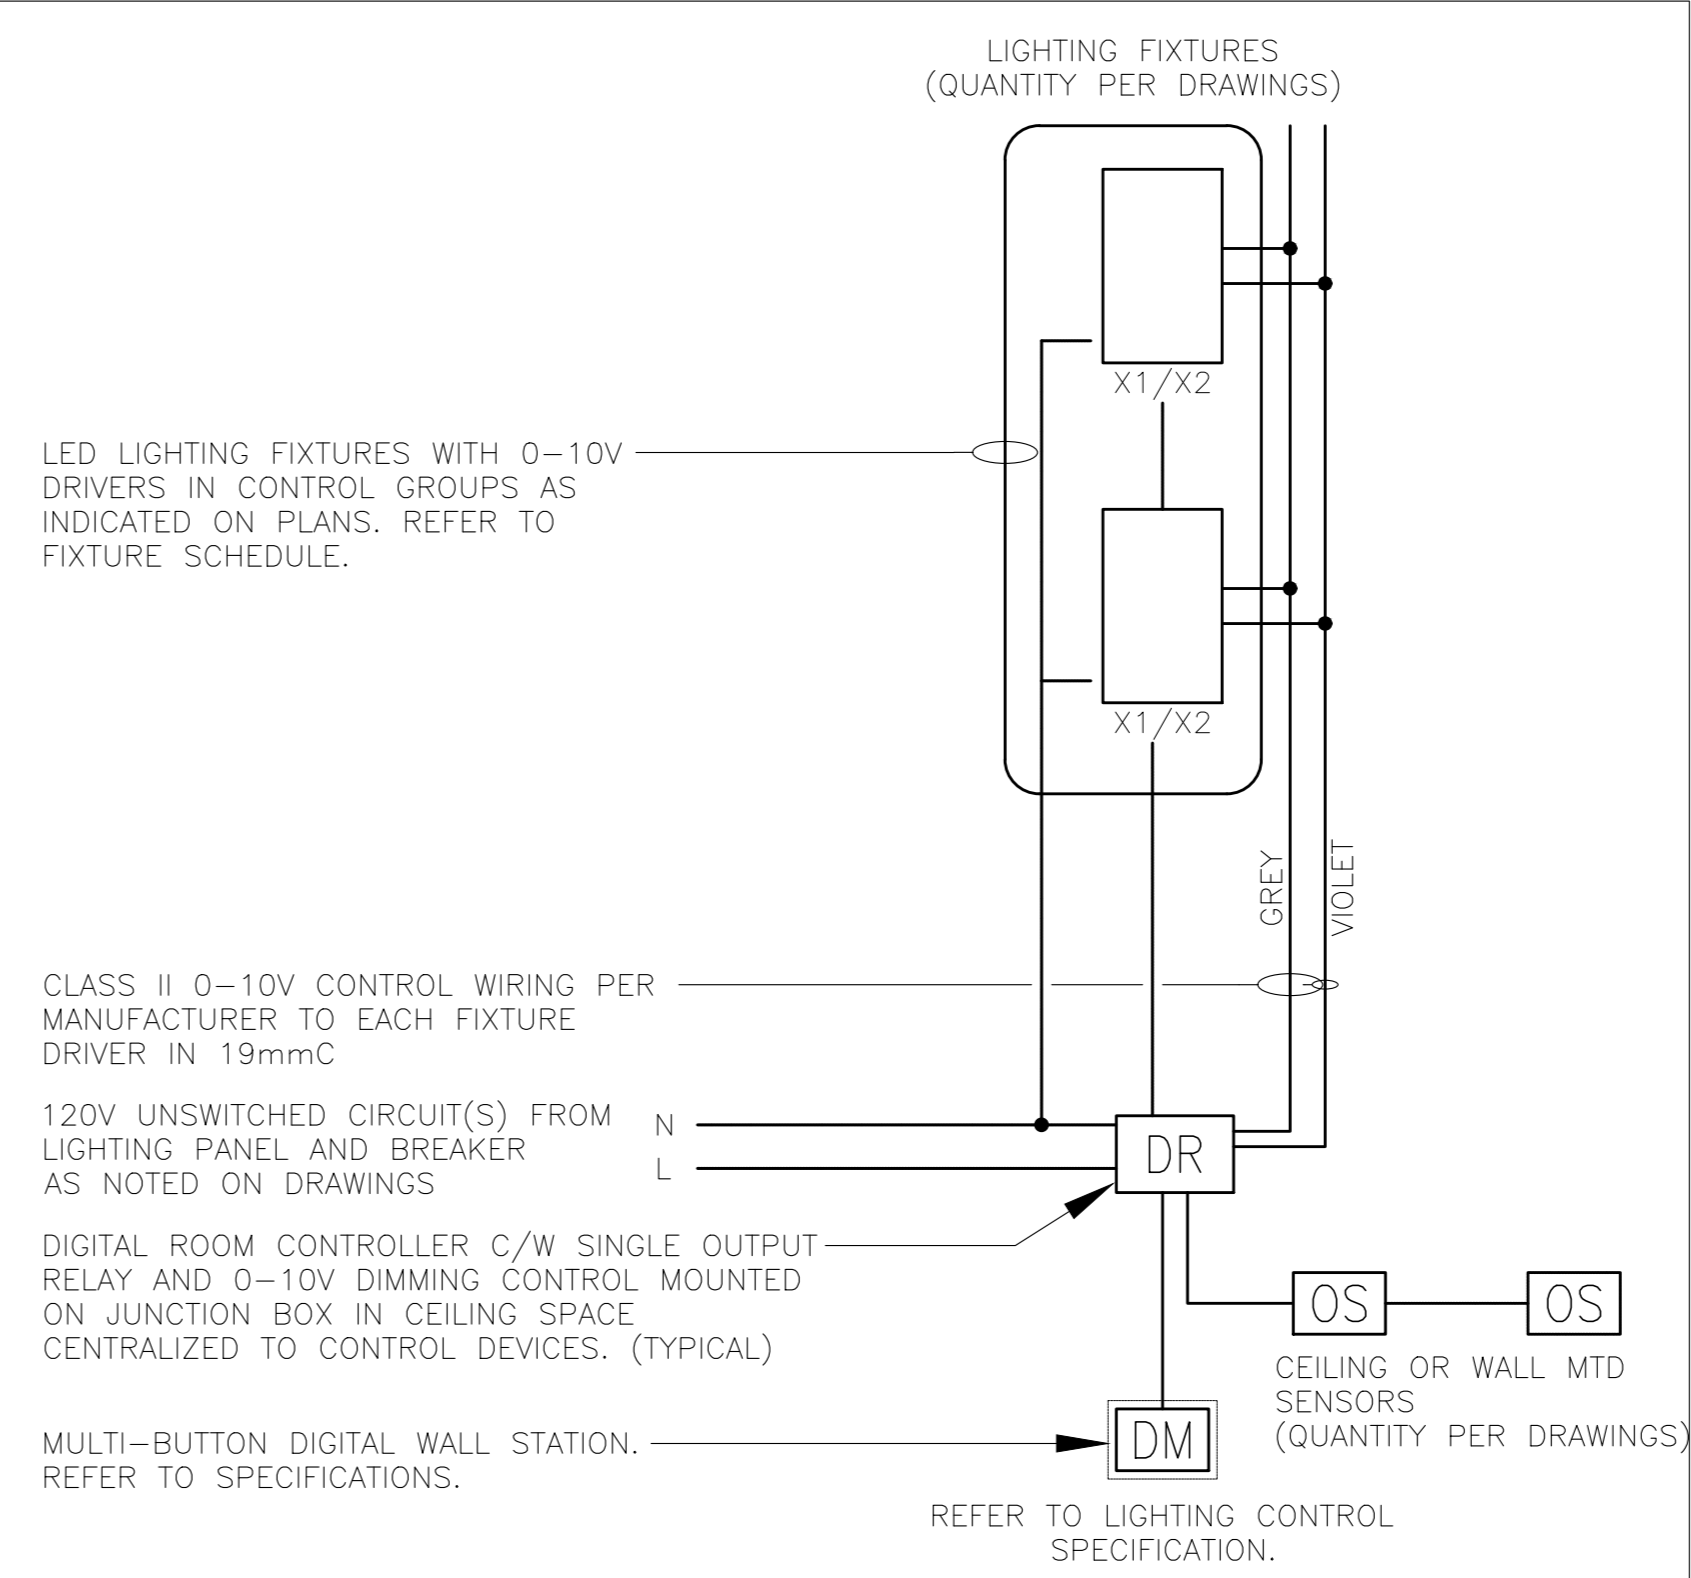 LIGHTING FIXTURES
(QUANTITY PER DRAWINGS)
X1/X2
LED LIGHTING FIXTURES WITH 0-10V
DRIVERS IN CONTROL GROUPS AS
INDICATED ON PLANS. REFER TO
FIXTURE SCHEDULE.
X1/X2
GREY
VIOLET
CLASS II 0-10V CONTROL WIRING PER
MANUFACTURER TO EACH FIXTURE
DRIVER IN 19mmC
120V UNSWITCHED CIRCUIT(S) FROM
LIGHTING PANEL AND BREAKER
AS NOTED ON DRAWINGS
N
L
DR
DIGITAL ROOM CONTROLLER C/W SINGLE OUTPUT
RELAY AND 0-10V DIMMING CONTROL MOUNTED
ON JUNCTION BOX IN CEILING SPACE
CENTRALIZED TO CONTROL DEVICES. (TYPICAL)
OS
OS
CEILING OR WALL MTD
SENSORS
(QUANTITY PER DRAWINGS)
MULTI-BUTTON DIGITAL WALL STATION.
REFER TO SPECIFICATIONS.
DM
REFER TO LIGHTING CONTROL
SPECIFICATION.